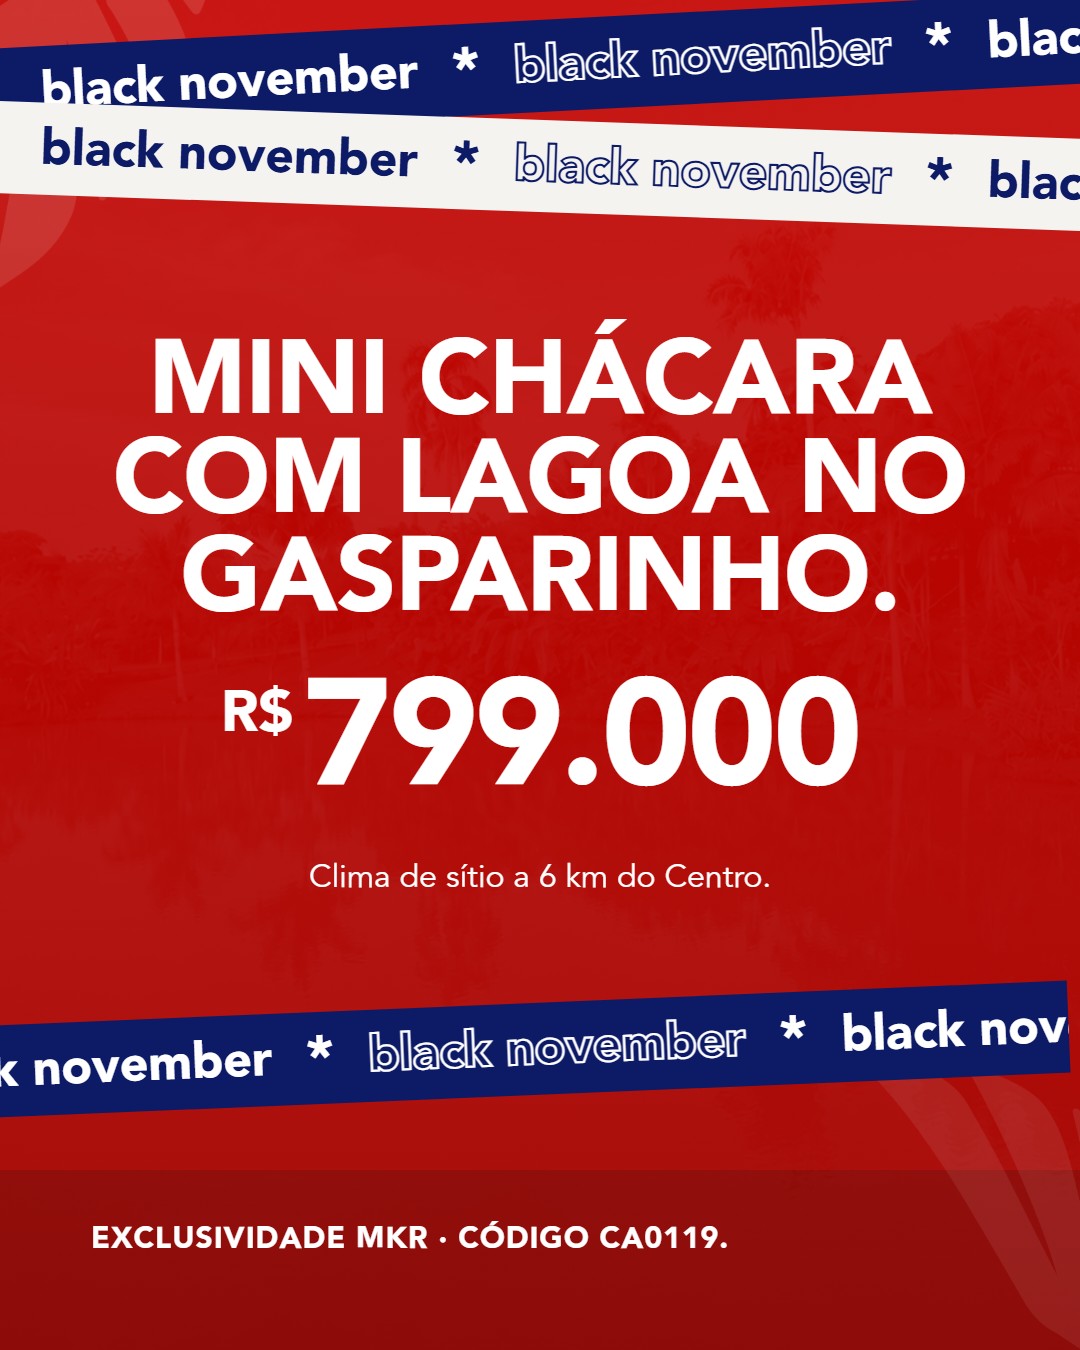 black november * black november * blac
black november * black november * blac
MINI CHÁCARA
COM LAGOA NO
GASPARINHO.
R$ 799.000
Clima de sítio a 6 km do Centro.
k november * black november * black nov
EXCLUSIVIDADE MKR · CÓDIGO CA0119.